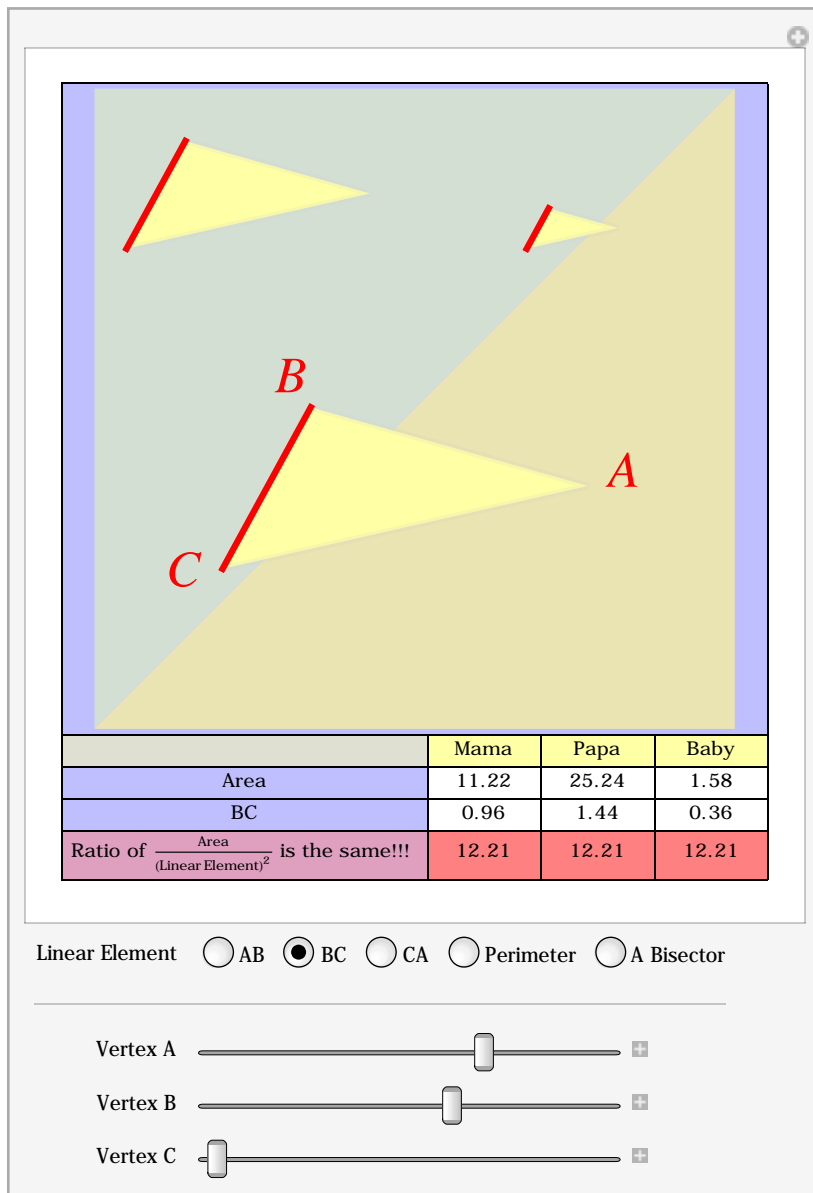 B
A
C
Mama Papa Baby
Area 11.22 25.24 1.58
BC 0.96 1.44 0.36
Ratio of Area/(Linear Element)² is the same!!! 12.21 12.21 12.21
Linear Element AB BC CA Perimeter A Bisector
Vertex A
Vertex B
Vertex C